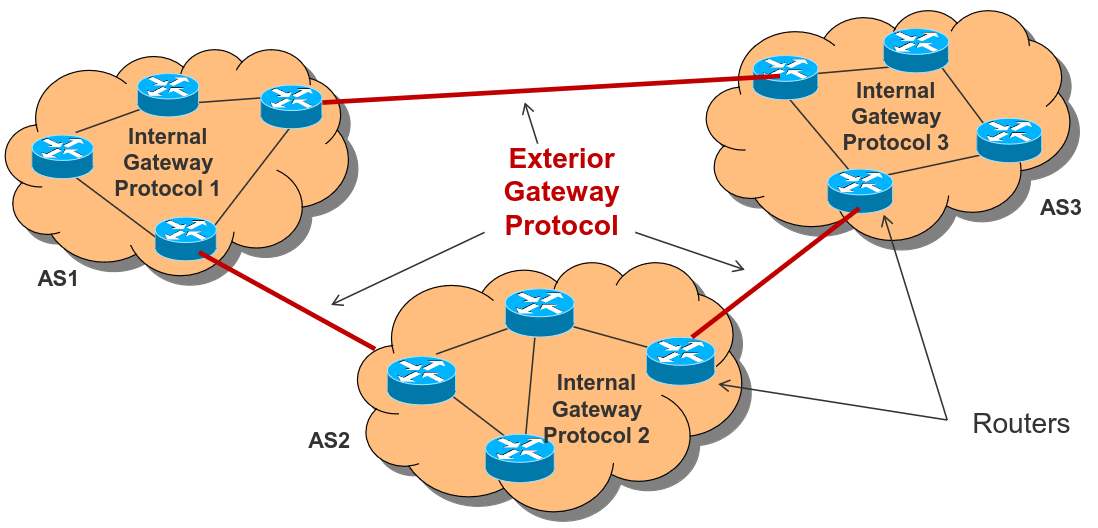 Internal
Gateway
Protocol 1
AS1
Exterior
Gateway
Protocol
Internal
Gateway
Protocol 3
AS3
Internal
Gateway
Protocol 2
AS2
Routers